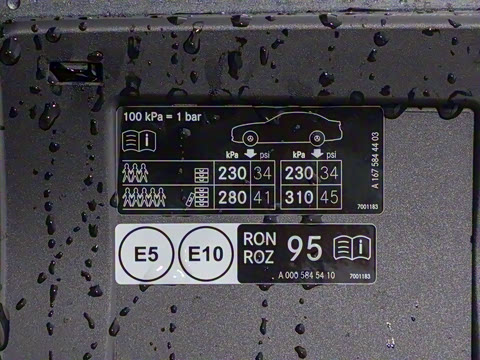 100 kPa = 1 bar
kPa psi kPa psi
230 34 230 34
280 41 310 45
A 167 584 44 03
7001183
E5 E10 RON 95
ROZ
A 000 584 54 10 7001183